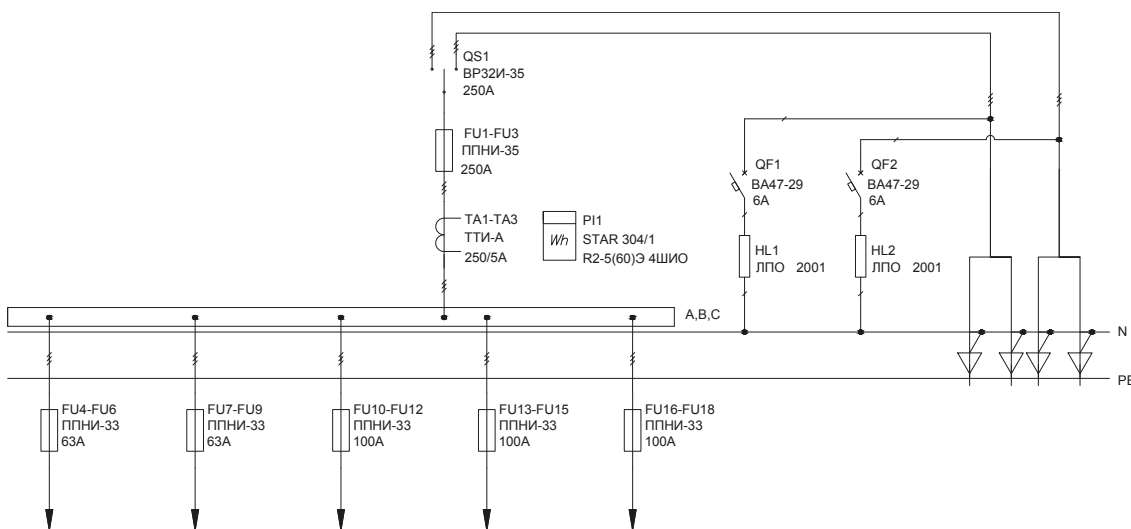 QS1
ВР32И-35
250А
FU1-FU3
ППНИ-35
250А
TA1-TA3
ТТИ-А
250/5А
Wh
PI1
STAR 304/1
R2-5(60)Э 4ШИО
QF1
ВА47-29
6А
QF2
ВА47-29
6А
HL1
ЛПО 2001
HL2
ЛПО 2001
A,B,C
N
PE
FU4-FU6
ППНИ-33
63А
FU7-FU9
ППНИ-33
63А
FU10-FU12
ППНИ-33
100А
FU13-FU15
ППНИ-33
100А
FU16-FU18
ППНИ-33
100А